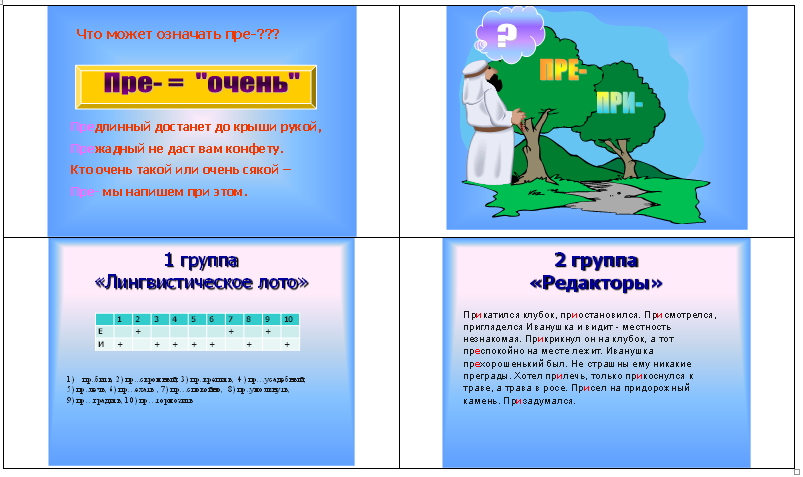 Что может означать пре-???
Пре- = "очень"
Предлинный достанет до крыши рукой,
Прежадный не даст вам конфету.
Кто очень такой или очень сякой –
Пре- мы напишем при этом.
?
ПРЕ-
ПРИ-
1 группа
«Лингвистическое лото»
1 2 3 4 5 6 7 8 9 10
Е + + +
И + + + + + + +
2 группа
«Редакторы»
Прикатился клубок, приостановился. Присмотрелся,
пригляделся Иванушка и видит - местность
незнакомая. Прикрикнул он на клубок, а тот
преспокойно на месте лежит. Иванушка
прехорошенький был. Не страшны ему никакие
преграды. Хотел прилечь, только прикоснулся к
траве, а трава в росе. Присел на придорожный
камень. Призадумался.